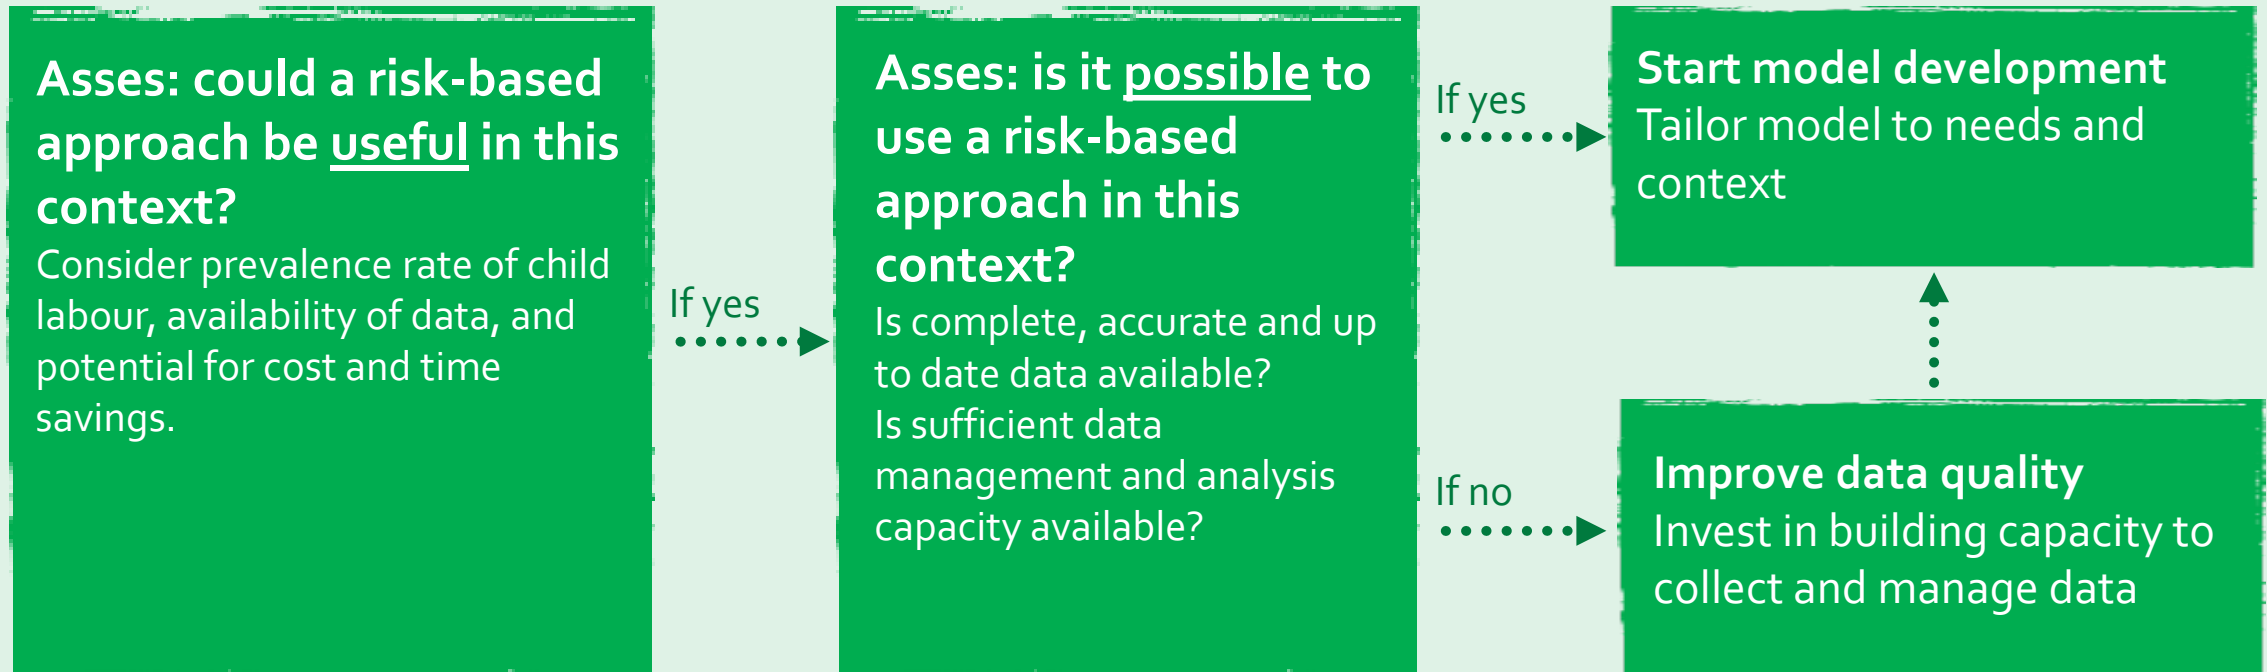 Asses: could a risk-based
approach be useful in this
context?
Consider prevalence rate of child
labour, availability of data, and
potential for cost and time
savings.
If yes
Asses: is it possible to
use a risk-based
approach in this
context?
Is complete, accurate and up
to date data available?
Is sufficient data
management and analysis
capacity available?
If yes
Start model development
Tailor model to needs and
context
If no
Improve data quality
Invest in building capacity to
collect and manage data